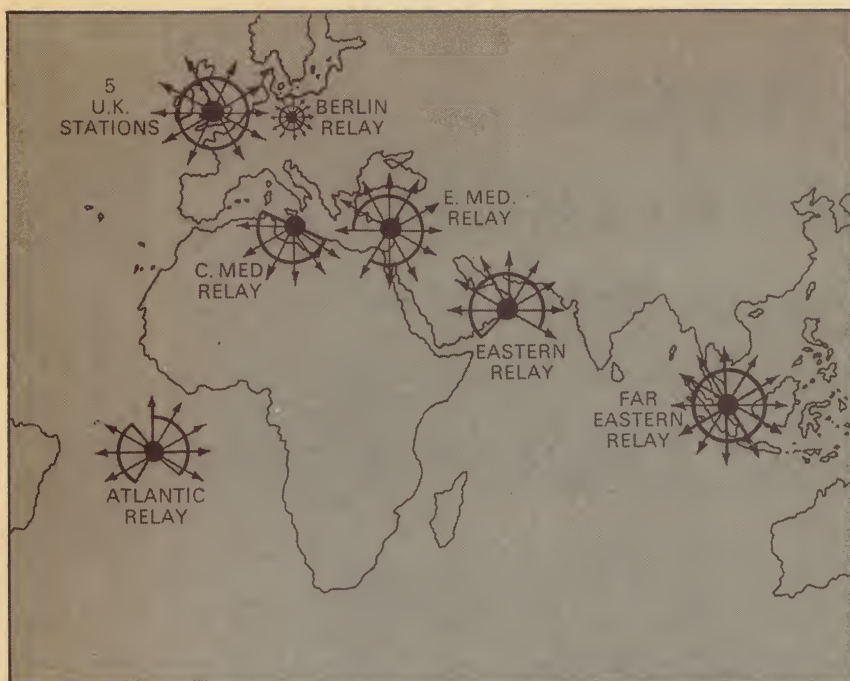 5
U.K.
STATIONS
BERLIN
RELAY
E. MED.
RELAY
C. MED
RELAY
EASTERN
RELAY
FAR
EASTERN
RELAY
ATLANTIC
RELAY